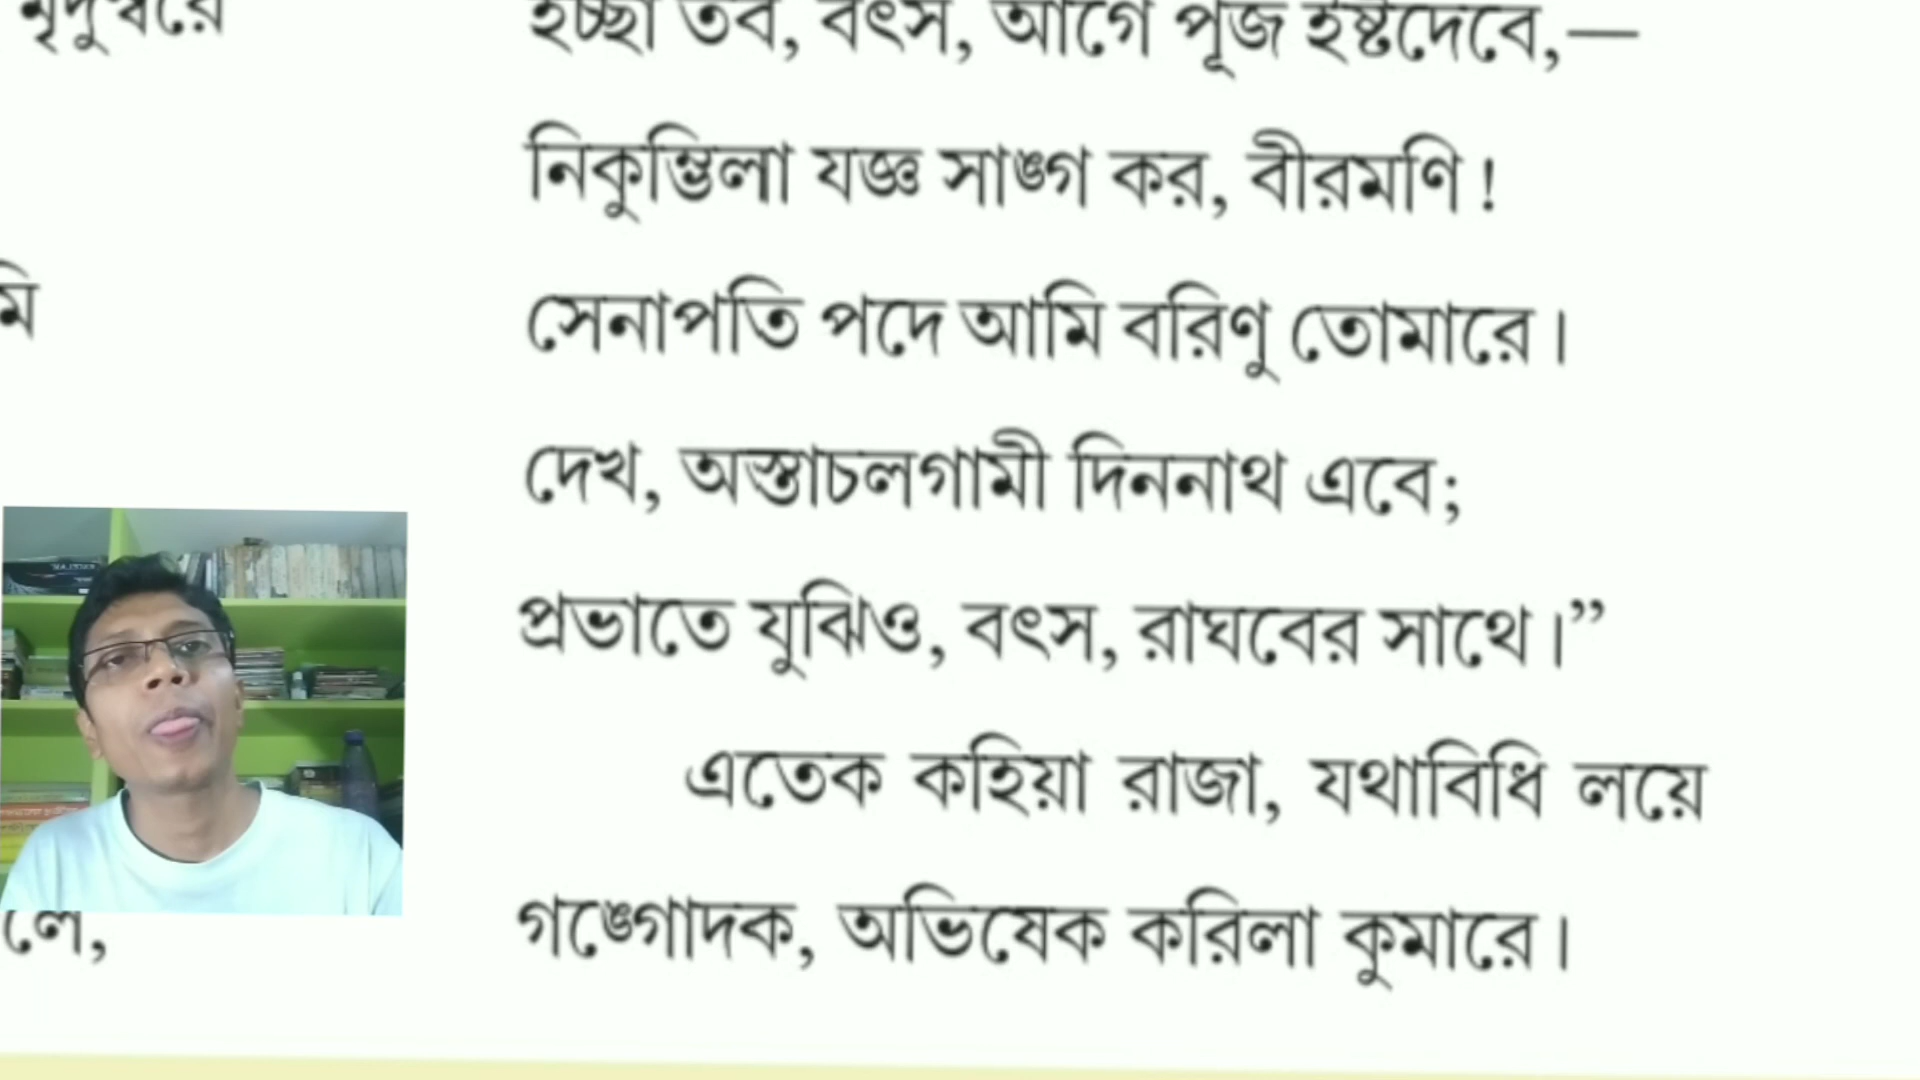 মৃদুস্বরে
মি
লে,
ইচ্ছা তব, বৎস, আগে পূজ ইষ্টদেবে,—
নিকুম্ভিলা যজ্ঞ সাঙ্গ কর, বীরমণি !
সেনাপতি পদে আমি বরিণু তোমারে।
দেখ, অস্তাচলগামী দিননাথ এবে;
প্রভাতে যুঝিও, বৎস, রাঘবের সাথে।”
এতেক কহিয়া রাজা, যথাবিধি লয়ে
গঙ্গোদক, অভিষেক করিলা কুমারে।